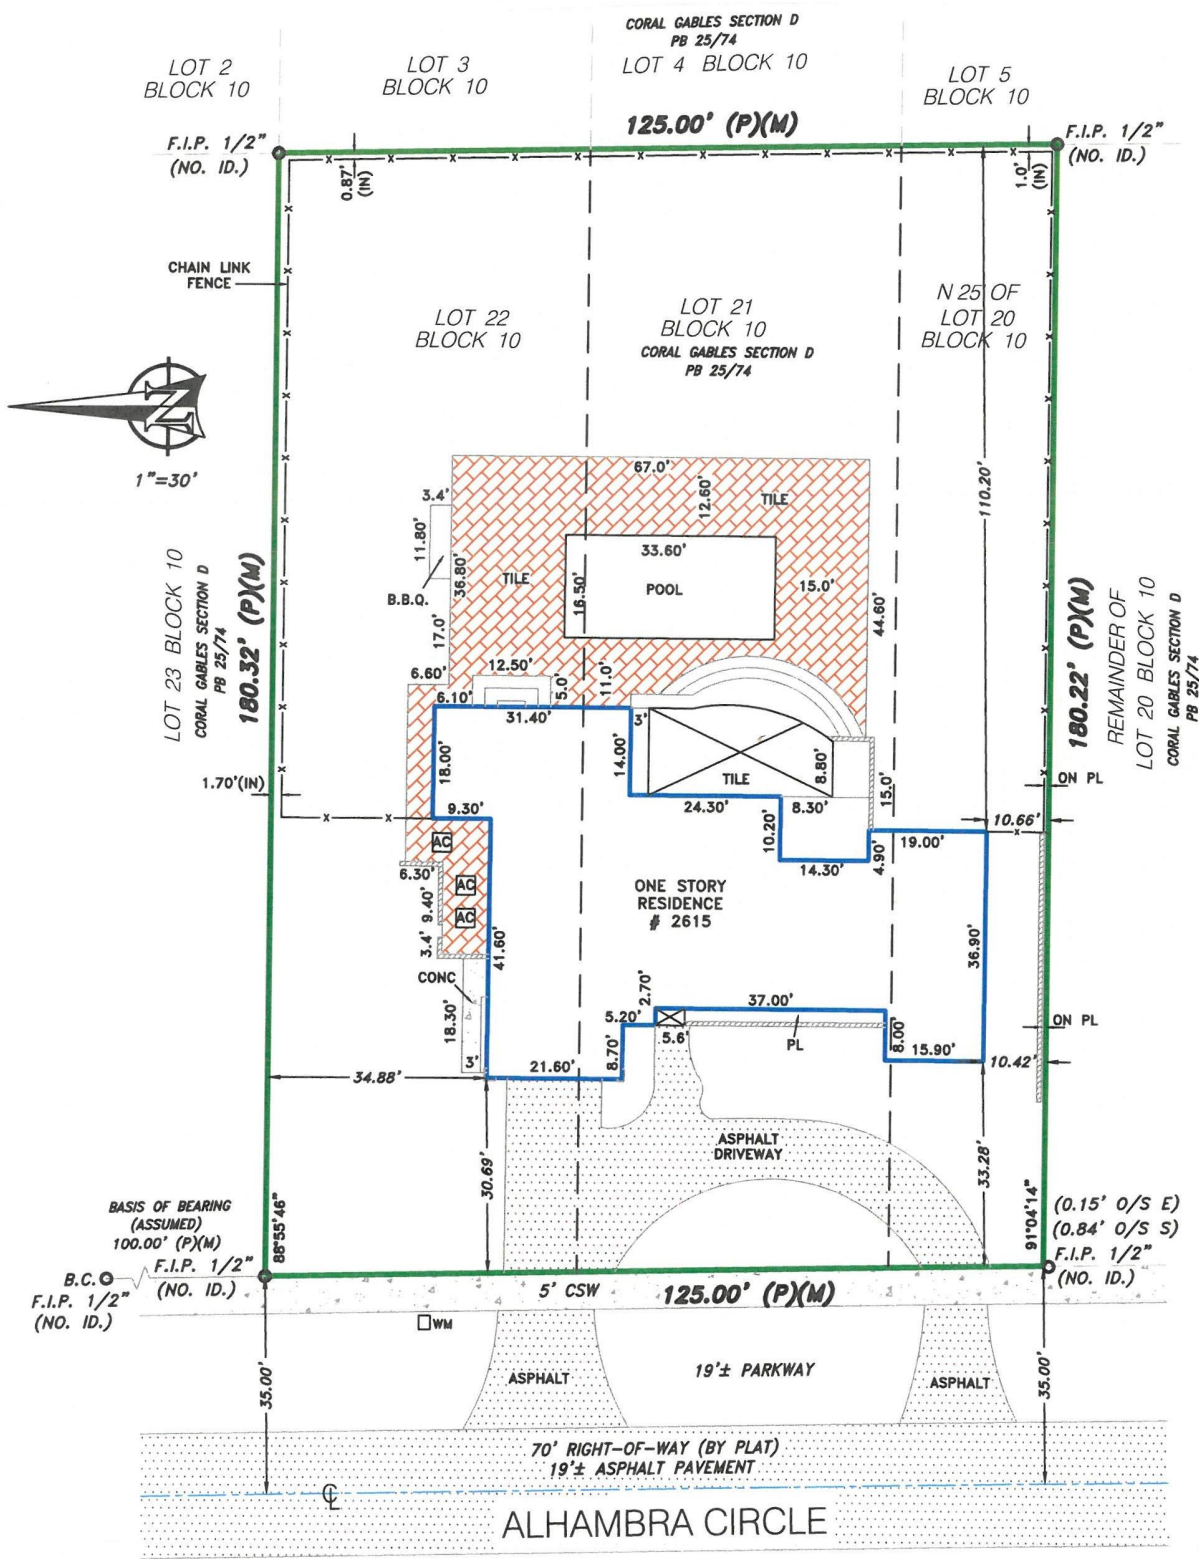 CORAL GABLES SECTION D
PB 25/74
LOT 2
BLOCK 10
LOT 3
BLOCK 10
LOT 4 BLOCK 10
LOT 5
BLOCK 10
125.00' (P)(M)
F.I.P. 1/2"
(NO. ID.)
F.I.P. 1/2"
(NO. ID.)
0.87'
(IN)
1.0'
(IN)
CHAIN LINK
FENCE
LOT 22
BLOCK 10
LOT 21
BLOCK 10
CORAL GABLES SECTION D
PB 25/74
N 25' OF
LOT 20
BLOCK 10
N
1"=30'
110.20'
67.0'
12.60'
TILE
3.4'
11.80'
36.80'
B.B.Q.
TILE
33.60'
16.50'
POOL
15.0'
44.60'
17.0'
LOT 23 BLOCK 10
CORAL GABLES SECTION D
PB 25/74
180.32' (P)(M)
180.22' (P)(M)
REMAINDER OF
LOT 20 BLOCK 10
CORAL GABLES SECTION D
PB 25/74
6.60'
12.50'
5.0'
11.0'
6.10'
31.40'
3'
18.00'
14.00'
TILE
8.80'
15.0'
1.70'(IN)
ON PL
9.30'
24.30'
8.30'
10.66'
AC
10.20'
4.90'
19.00'
14.30'
6.30'
AC
9.40'
AC
ONE STORY
RESIDENCE
# 2615
3.4'
41.60'
36.90'
CONC
18.30'
3'
2.70'
37.00'
5.20'
5.6'
PL
8.00'
ON PL
8.70'
21.60'
15.90'
10.42'
34.88'
30.69'
ASPHALT
DRIVEWAY
33.28'
BASIS OF BEARING
(ASSUMED)
100.00' (P)(M)
88°55'46"
91°04'14"
(0.15' O/S E)
(0.84' O/S S)
F.I.P. 1/2"
(NO. ID.)
B.C.
F.I.P. 1/2"
(NO. ID.)
F.I.P. 1/2"
(NO. ID.)
5' CSW
125.00' (P)(M)
WM
35.00'
ASPHALT
19'± PARKWAY
ASPHALT
35.00'
70' RIGHT-OF-WAY (BY PLAT)
19'± ASPHALT PAVEMENT
CL
ALHAMBRA CIRCLE